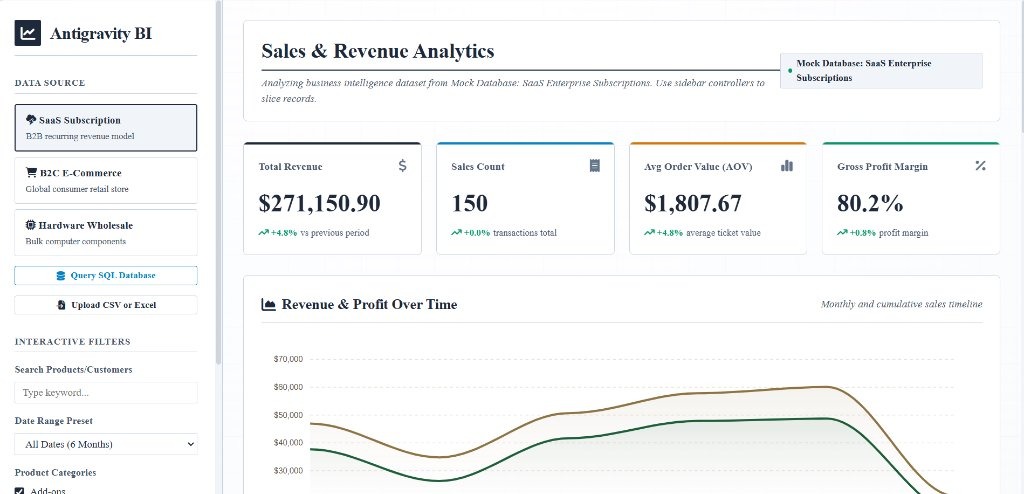 Antigravity BI
DATA SOURCE
SaaS Subscription
B2B recurring revenue model
B2C E-Commerce
Global consumer retail store
Hardware Wholesale
Bulk computer components
Query SQL Database
Upload CSV or Excel
INTERACTIVE FILTERS
Search Products/Customers
Type keyword...
Date Range Preset
All Dates (6 Months)
Product Categories
Add-ons
Sales & Revenue Analytics
Analyzing business intelligence dataset from Mock Database: SaaS Enterprise Subscriptions. Use sidebar controllers to
slice records.
Mock Database: SaaS Enterprise
Subscriptions
Total Revenue
$271,150.90
+4.8% vs previous period
Sales Count
150
+0.0% transactions total
Avg Order Value (AOV)
$1,807.67
+4.8% average ticket value
Gross Profit Margin
80.2%
+0.8% profit margin
Revenue & Profit Over Time
Monthly and cumulative sales timeline
$70,000
$60,000
$50,000
$40,000
$30,000